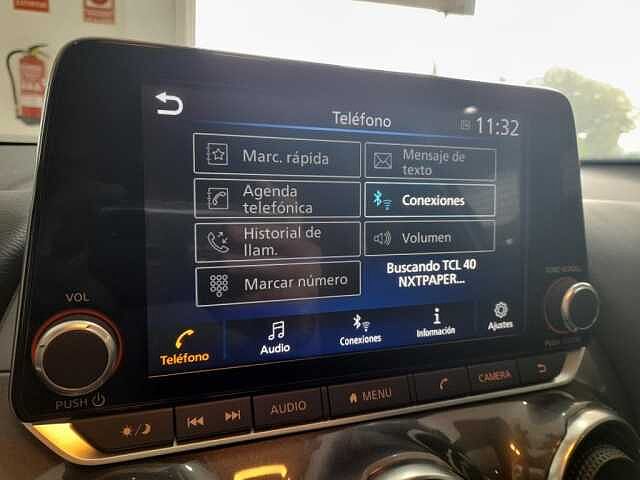 Teléfono
11:32
Marc. rápida
Mensaje de
texto
Agenda
telefónica
Conexiones
Historial de
llam.
Volumen
Marcar número
Buscando TCL 40
NXTPAPER...
Teléfono
Audio
Conexiones
Información
Ajustes
VOL
PUSH
AUDIO
MENU
CAMERA